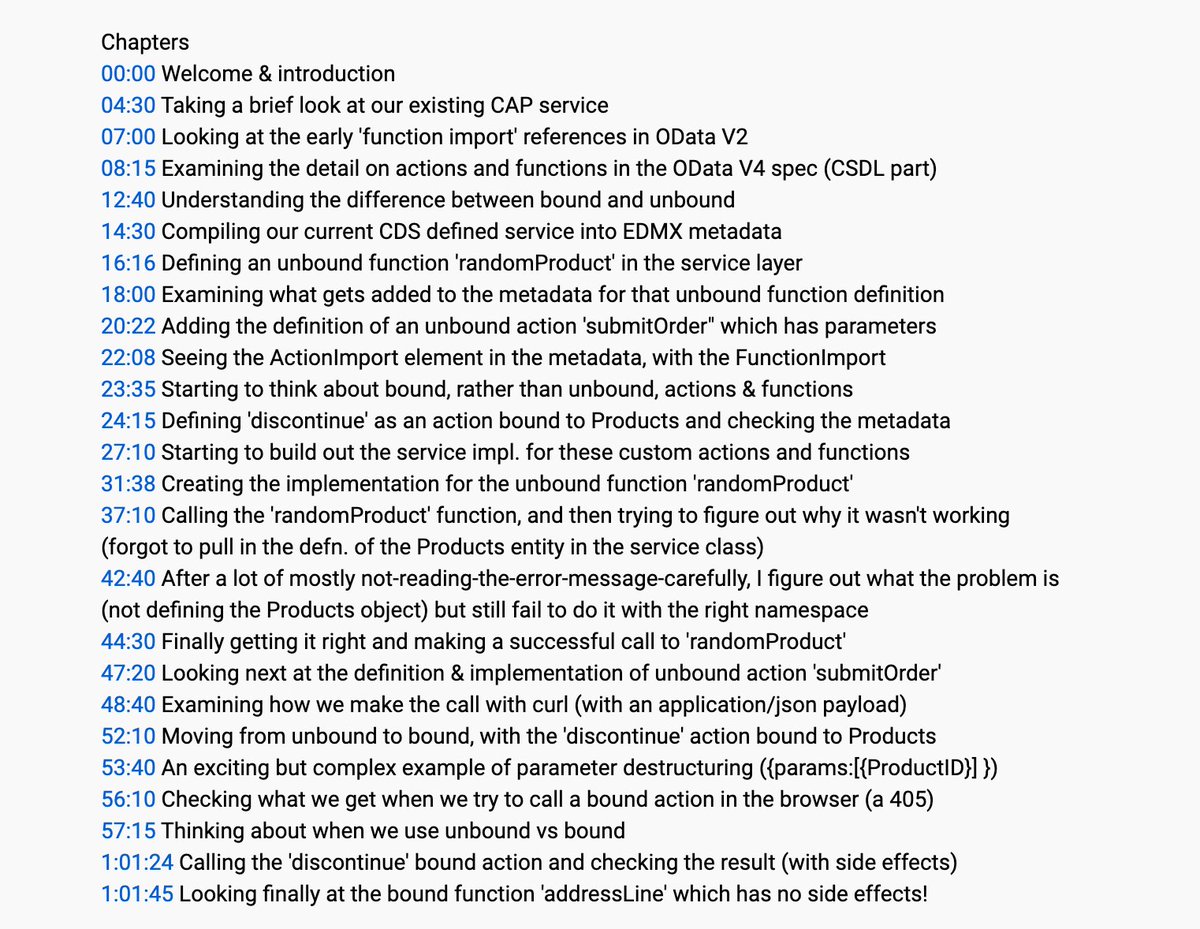 Chapters
00:00 Welcome & introduction
04:30 Taking a brief look at our existing CAP service
07:00 Looking at the early 'function import' references in OData V2
08:15 Examining the detail on actions and functions in the OData V4 spec (CSDL part)
12:40 Understanding the difference between bound and unbound
14:30 Compiling our current CDS defined service into EDMX metadata
16:16 Defining an unbound function 'randomProduct' in the service layer
18:00 Examining what gets added to the metadata for that unbound function definition
20:22 Adding the definition of an unbound action 'submitOrder" which has parameters
22:08 Seeing the ActionImport element in the metadata, with the FunctionImport
23:35 Starting to think about bound, rather than unbound, actions & functions
24:15 Defining 'discontinue' as an action bound to Products and checking the metadata
27:10 Starting to build out the service impl. for these custom actions and functions
31:38 Creating the implementation for the unbound function 'randomProduct'
37:10 Calling the 'randomProduct' function, and then trying to figure out why it wasn't working
(forgot to pull in the defn. of the Products entity in the service class)
42:40 After a lot of mostly not-reading-the-error-message-carefully, I figure out what the problem is
(not defining the Products object) but still fail to do it with the right namespace
44:30 Finally getting it right and making a successful call to 'randomProduct'
47:20 Looking next at the definition & implementation of unbound action 'submitOrder'
48:40 Examining how we make the call with curl (with an application/json payload)
52:10 Moving from unbound to bound, with the 'discontinue' action bound to Products
53:40 An exciting but complex example of parameter destructuring ({params:[{ProductID}] })
56:10 Checking what we get when we try to call a bound action in the browser (a 405)
57:15 Thinking about when we use unbound vs bound
1:01:24 Calling the 'discontinue' bound action and checking the result (with side effects)
1:01:45 Looking finally at the bound function 'addressLine' which has no side effects!